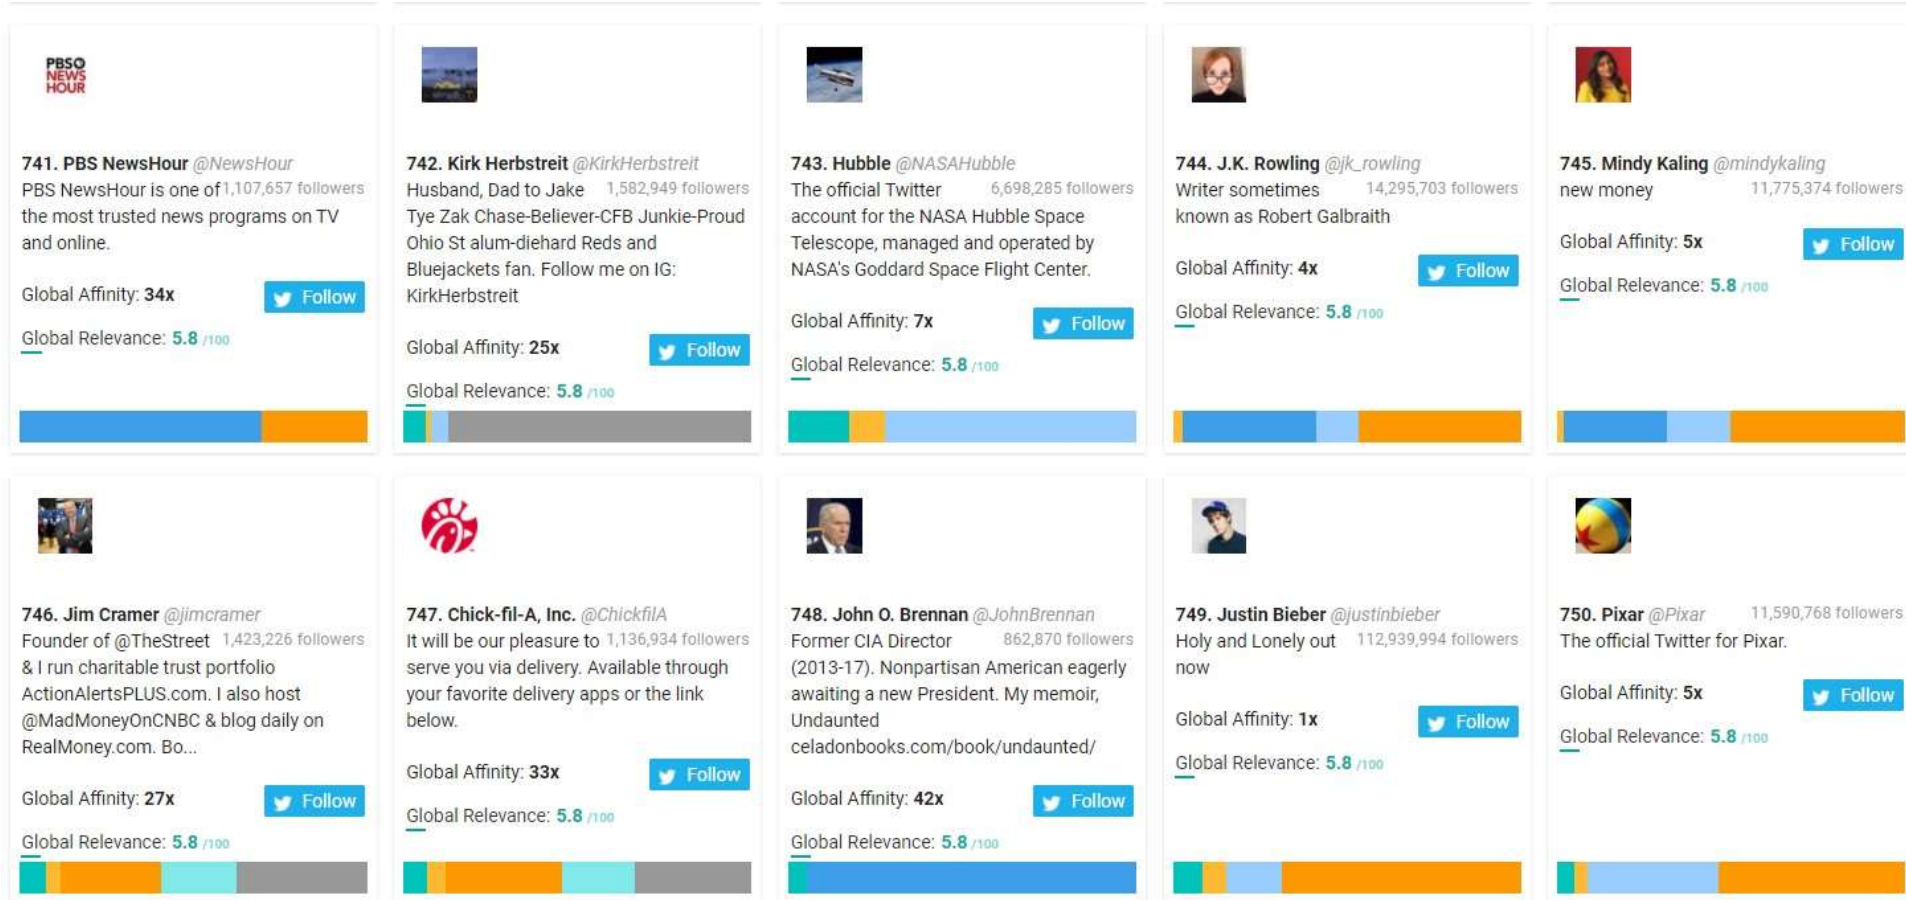 PBS
NEWS
HOUR
741. PBS NewsHour @NewsHour
PBS NewsHour is one of 1,107,657 followers
the most trusted news programs on TV
and online.
Global Affinity: 34x
Follow
Global Relevance: 5.8 /100
742. Kirk Herbstreit @KirkHerbstreit
Husband, Dad to Jake 1,582,949 followers
Tye Zak Chase-Believer-CFB Junkie-Proud
Ohio St alum-diehard Reds and
Bluejackets fan. Follow me on IG:
KirkHerbstreit
Global Affinity: 25x
Follow
Global Relevance: 5.8 /100
743. Hubble @NASAHubble
The official Twitter 6,698,285 followers
account for the NASA Hubble Space
Telescope, managed and operated by
NASA's Goddard Space Flight Center.
Global Affinity: 7x
Follow
Global Relevance: 5.8 /100
744. J.K. Rowling @jk_rowling
Writer sometimes 14,295,703 followers
known as Robert Galbraith
Global Affinity: 4x
Follow
Global Relevance: 5.8 /100
745. Mindy Kaling @mindykaling
new money 11,775,374 followers
Global Affinity: 5x
Follow
Global Relevance: 5.8 /100
746. Jim Cramer @jimcramer
Founder of @TheStreet 1,423,226 followers
& I run charitable trust portfolio
ActionAlertsPLUS.com. I also host
@MadMoneyOnCNBC & blog daily on
RealMoney.com. Bo...
Global Affinity: 27x
Follow
Global Relevance: 5.8 /100
747. Chick-fil-A, Inc. @ChickfilA
It will be our pleasure to 1,136,934 followers
serve you via delivery. Available through
your favorite delivery apps or the link
below.
Global Affinity: 33x
Follow
Global Relevance: 5.8 /100
748. John O. Brennan @JohnBrennan
Former CIA Director 862,870 followers
(2013-17). Nonpartisan American eagerly
awaiting a new President. My memoir,
Undaunted
celadonbooks.com/book/undaunted/
Global Affinity: 42x
Follow
Global Relevance: 5.8 /100
749. Justin Bieber @justinbieber
Holy and Lonely out 112,939,994 followers
now
Global Affinity: 1x
Follow
Global Relevance: 5.8 /100
750. Pixar @Pixar 11,590,768 followers
The official Twitter for Pixar.
Global Affinity: 5x
Follow
Global Relevance: 5.8 /100